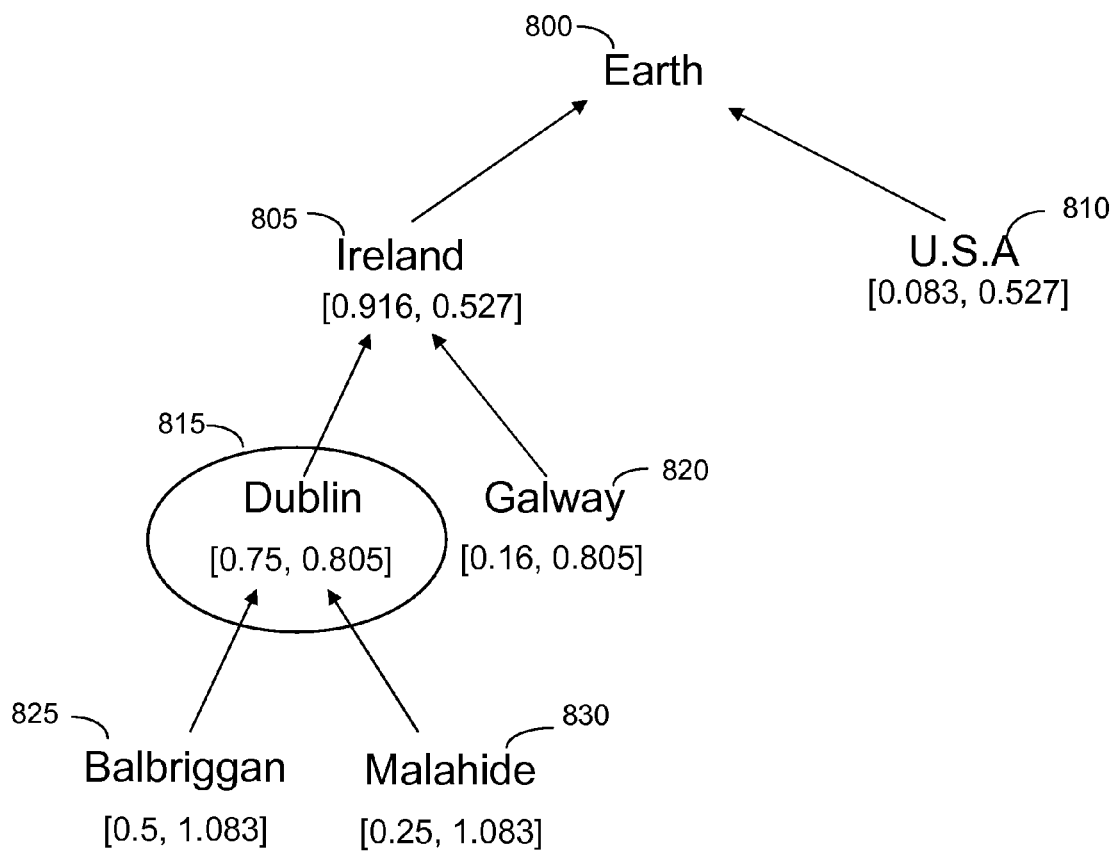 800
Earth
805
810
Ireland
U.S.A
[0.916, 0.527]
[0.083, 0.527]
815
820
Dublin
Galway
[0.75, 0.805]
[0.16, 0.805]
825
830
Balbriggan
Malahide
[0.5, 1.083]
[0.25, 1.083]